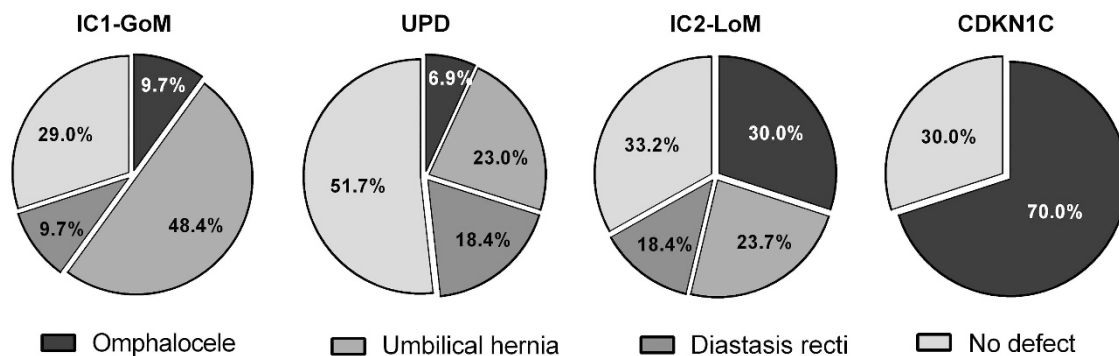 IC1-GoM UPD IC2-LoM CDKN1C
9.7% 48.4% 9.7% 29.0%
6.9% 23.0% 18.4% 51.7%
30.0% 23.7% 18.4% 33.2%
70.0% 30.0%
Omphalocele Umbilical hernia Diastasis recti No defect